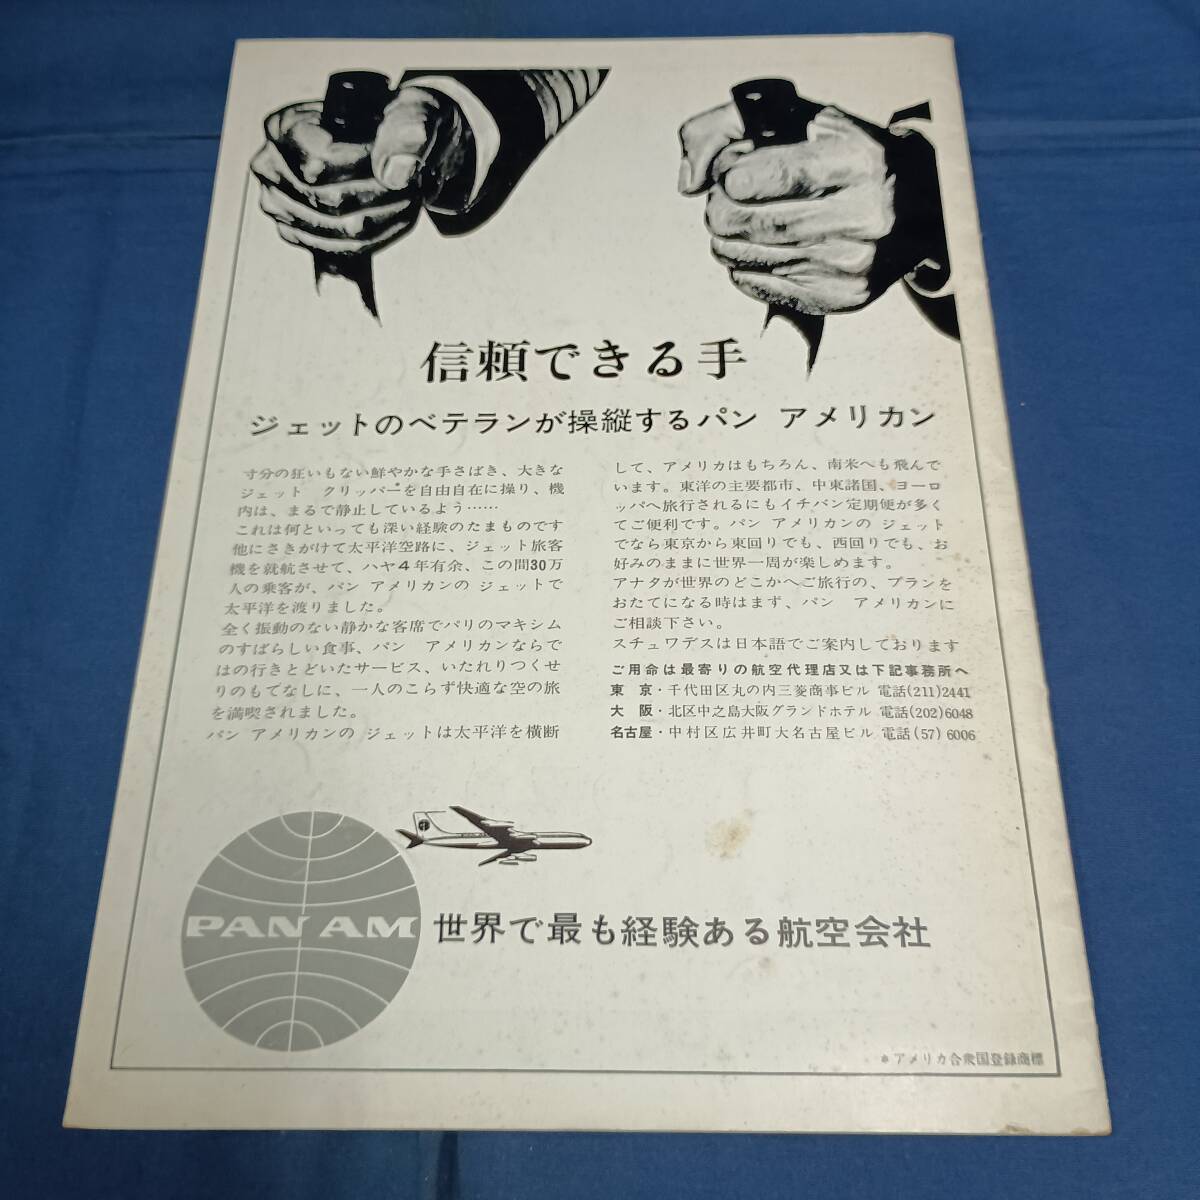 信頼できる手
ジェットのベテランが操縦するパン アメリカン
寸分の狂いもない鮮やかな手さばき、大きな
ジェット クリッパー*を自由自在に操り、機
内は、まるで静止しているよう……
これは何といっても深い経験のたまものです
他にさきがけて太平洋空路に、ジェット旅客
機を就航させて、ハヤ4年有余、この間30万
人の乗客が、パン アメリカンの ジェットで
太平洋を渡りました。
全く振動のない静かな客席でパリのマキシム
のすばらしい食事、パン アメリカンならで
はの行きとどいたサービス、いたれりつくせ
りのもてなしに、一人のこらず快適な空の旅
を満喫されました。
パン アメリカンの ジェットは太平洋を横断
して、アメリカはもちろん、南米へも飛んで
います。東洋の主要都市、中東諸国、ヨーロ
ッパへ旅行されるにもイチバン定期便が多く
てご便利です。パン アメリカンの ジェット
でなら東京から東回りでも、西回りでも、お
好みのままに世界一周が楽しめます。
アナタが世界のどこかへご旅行の、プランを
おたてになる時はまず、パン アメリカンに
ご相談下さい。
スチュワデスは日本語でご案内しております
ご用命は最寄りの航空代理店又は下記事務所へ
東 京・千代田区丸の内三菱商事ビル 電話(211)2441
大 阪・北区中之島大阪グランドホテル 電話(202)6048
名古屋・中村区広井町大名古屋ビル 電話(57)6006
PAN AM
世界で最も経験ある航空会社
*アメリカ合衆国登録商標